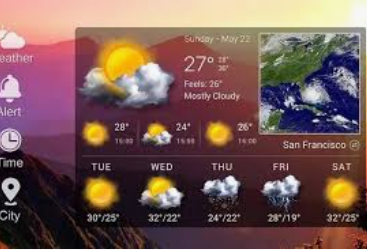 Weather
Alert
Time
City
Sunday - May 22
27°
Feels: 26°
Mostly Cloudy
28°
24°
26°
San Francisco
TUE WED THU FRI SAT
30°/25° 32°/22° 24°/22° 28°/19° 32°/25°